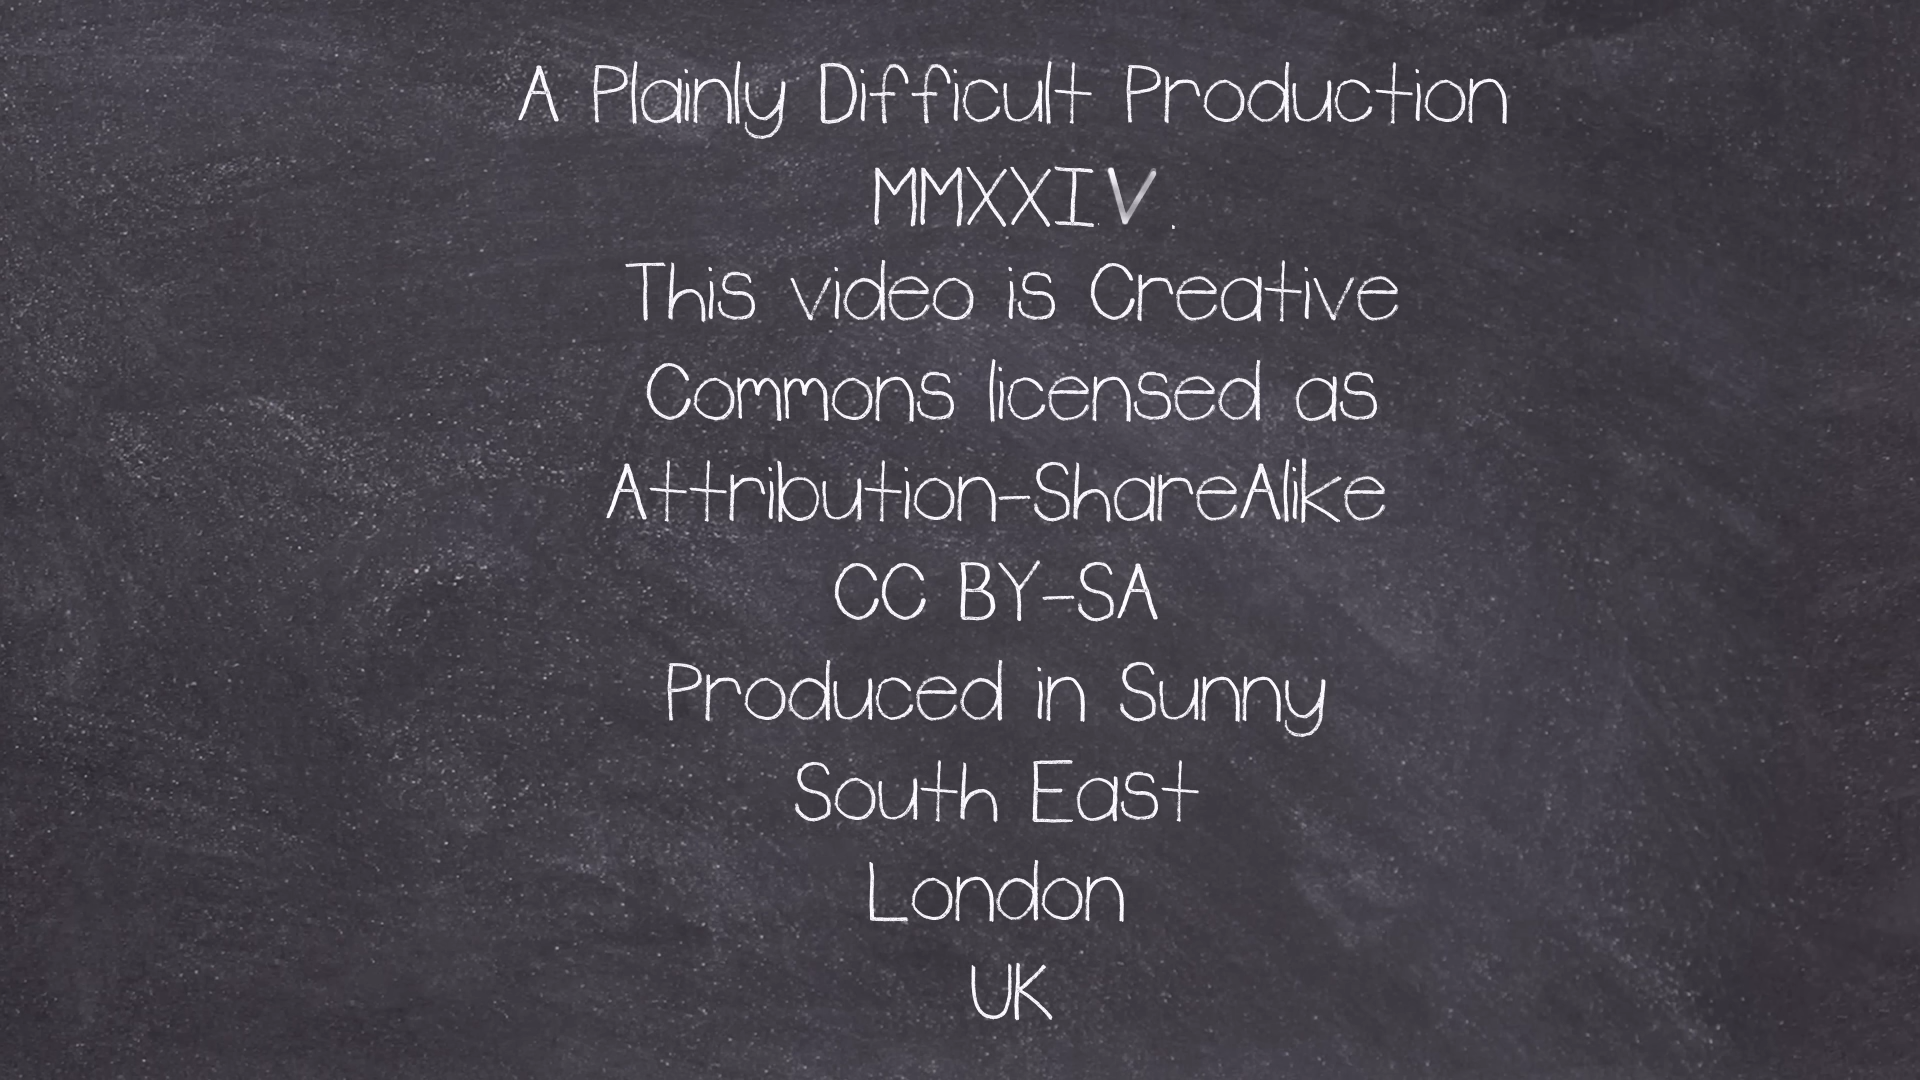 A Plainly Difficult Production
MMXXIV.
This video is Creative
Commons licensed as
Attribution-ShareAlike
CC BY-SA
Produced in Sunny
South East
London
UK